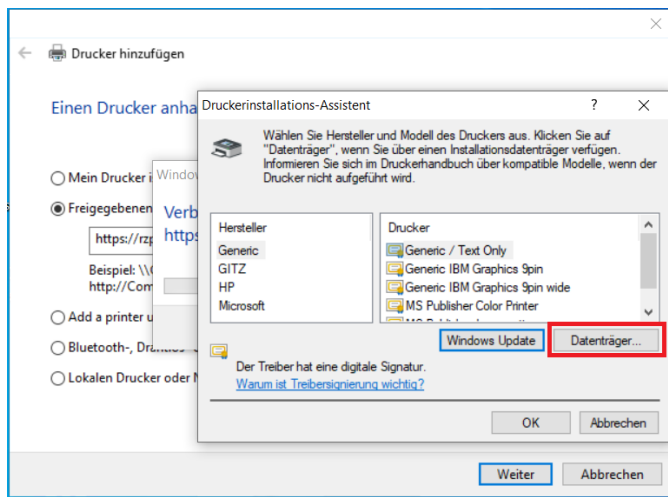 Drucker hinzufügen
Einen Drucker anha
Mein Drucker i
Freigegebenen
https://rzp
Beispiel: \\C
http://Com
Add a printer u
Bluetooth-,
Lokalen Drucker oder N
Window
Verb
https
Druckerinstallations-Assistent
?
Wählen Sie Hersteller und Modell des Druckers aus. Klicken Sie auf
"Datenträger", wenn Sie über einen Installationsdatenträger verfügen.
Informieren Sie sich im Druckerhandbuch über kompatible Modelle, wenn der
Drucker nicht aufgeführt wird.
Hersteller
Generic
GITZ
HP
Microsoft
Drucker
Generic / Text Only
Generic IBM Graphics 9pin
Generic IBM Graphics 9pin wide
MS Publisher Color Printer
Windows Update
Datenträger...
Der Treiber hat eine digitale Signatur.
Warum ist Treibersignierung wichtig?
OK
Abbrechen
Weiter
Abbrechen